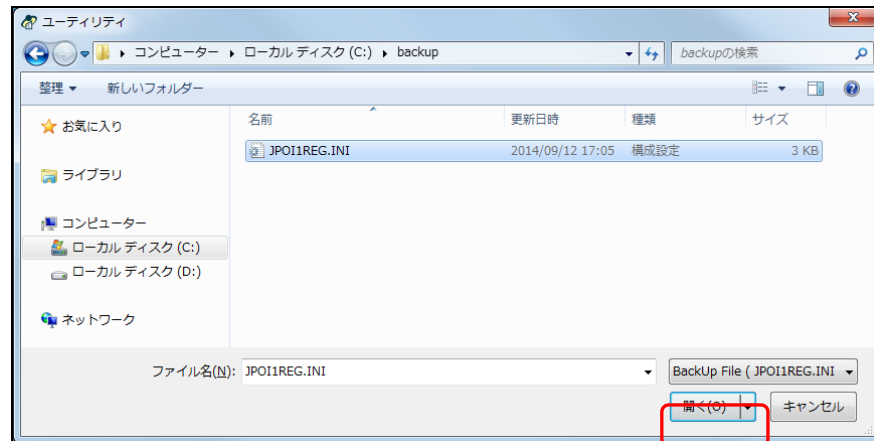 ユーティリティ
コンピューター ローカル ディスク (C:) backup
backupの検索
整理 新しいフォルダー
名前 更新日時 種類 サイズ
お気に入り
JPOI1REG.INI 2014/09/12 17:05 構成設定 3 KB
ライブラリ
コンピューター
ローカル ディスク (C:)
ローカル ディスク (D:)
ネットワーク
ファイル名(N): JPOI1REG.INI
BackUp File ( JPOI1REG.INI
開く(O) キャンセル